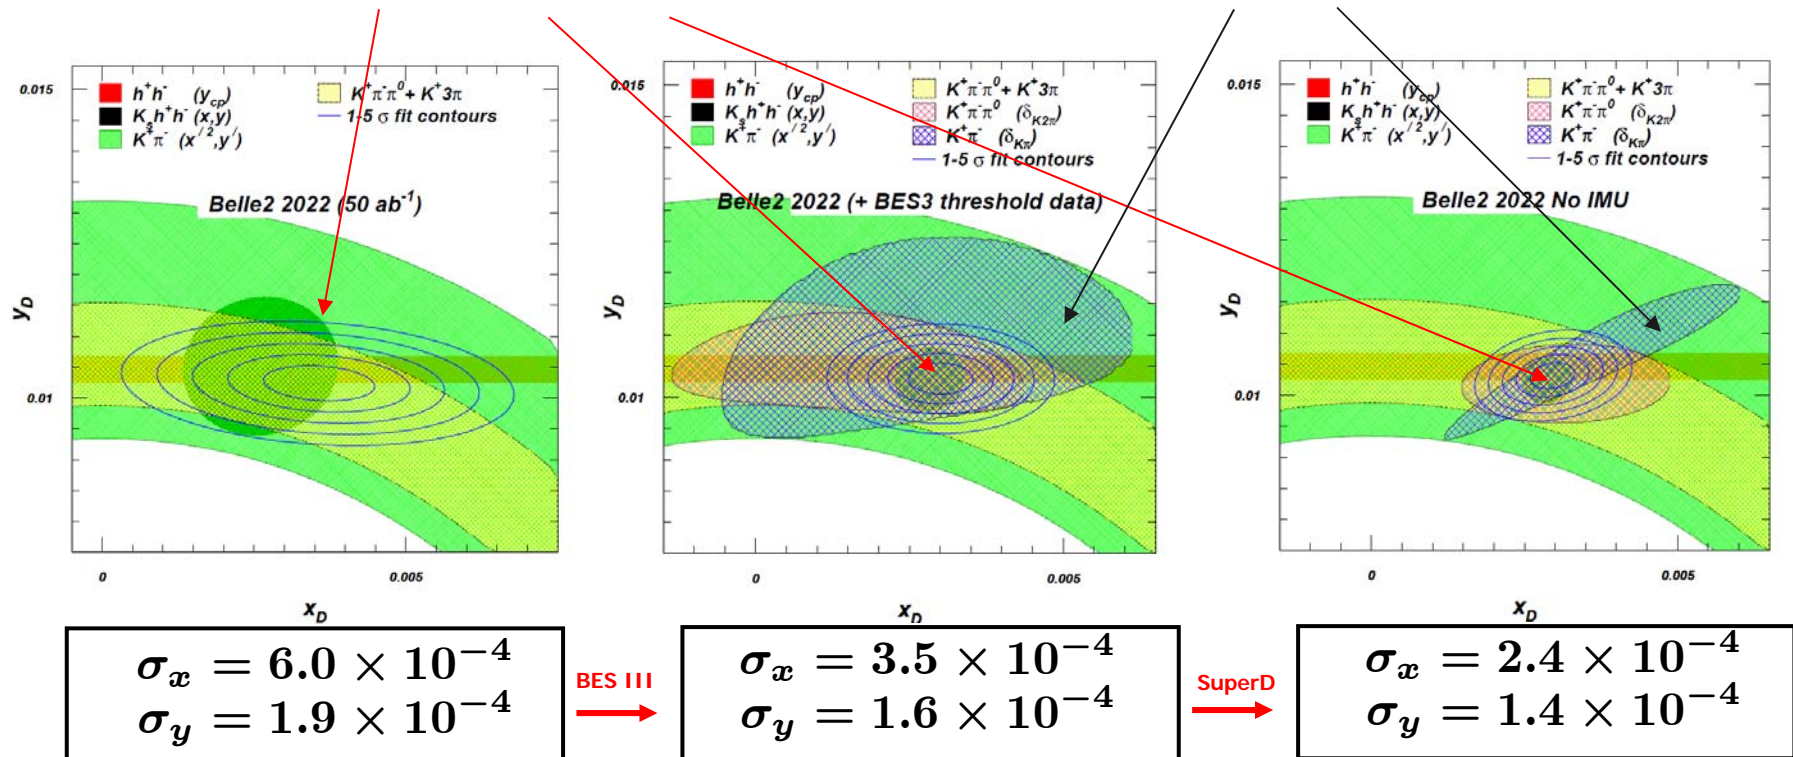 0.015
h⁺h⁻ (y_cp)
K_s h⁺h⁻ (x,y)
K⁺π⁻ (x′², y′)
K⁺π⁻π⁰ + K⁺3π
1-5 σ fit contours
Belle2 2022 (50 ab⁻¹)
y_D
0.01
0
0.005
x_D
0.015
h⁺h⁻ (y_cp)
K_s h⁺h⁻ (x,y)
K⁺π⁻ (x′², y′)
K⁺π⁻π⁰ + K⁺3π
K⁺π⁻π⁰ (δ_K2π)
K⁺π⁻ (δ_Kπ)
1-5 σ fit contours
Belle2 2022 (+ BES3 threshold data)
y_D
0.01
0
0.005
x_D
0.015
h⁺h⁻ (y_cp)
K_s h⁺h⁻ (x,y)
K⁺π⁻ (x′², y′)
K⁺π⁻π⁰ + K⁺3π
K⁺π⁻π⁰ (δ_K2π)
K⁺π⁻ (δ_Kπ)
1-5 σ fit contours
Belle2 2022 No IMU
y_D
0.01
0
0.005
x_D
σ_x = 6.0 × 10⁻⁴
σ_y = 1.9 × 10⁻⁴
BES III
σ_x = 3.5 × 10⁻⁴
σ_y = 1.6 × 10⁻⁴
SuperD
σ_x = 2.4 × 10⁻⁴
σ_y = 1.4 × 10⁻⁴